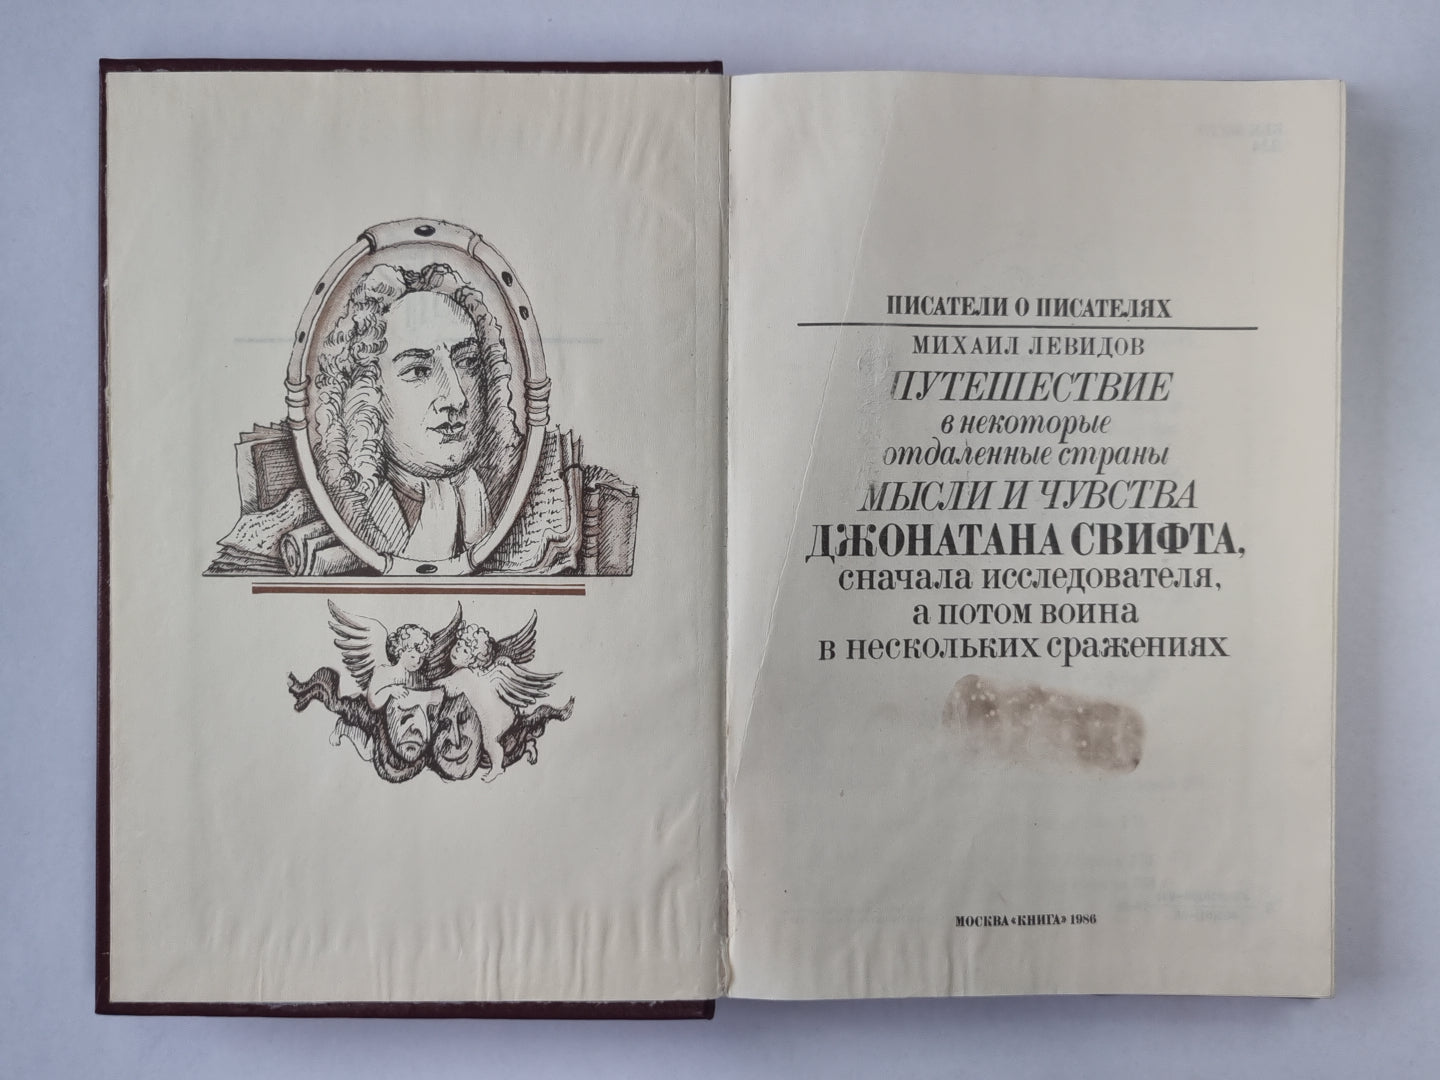 ПИСАТЕЛИ О ПИСАТЕЛЯХ
МИХАИЛ ЛЕВИДОВ
ПУТЕШЕСТВИЕ
в некоторые
отдаленные страны
МЫСЛИ И ЧУВСТВА
ДЖОНАТАНА СВИФТА,
сначала исследователя,
а потом воина
в нескольких сражениях
МОСКВА «КНИГА» 1986